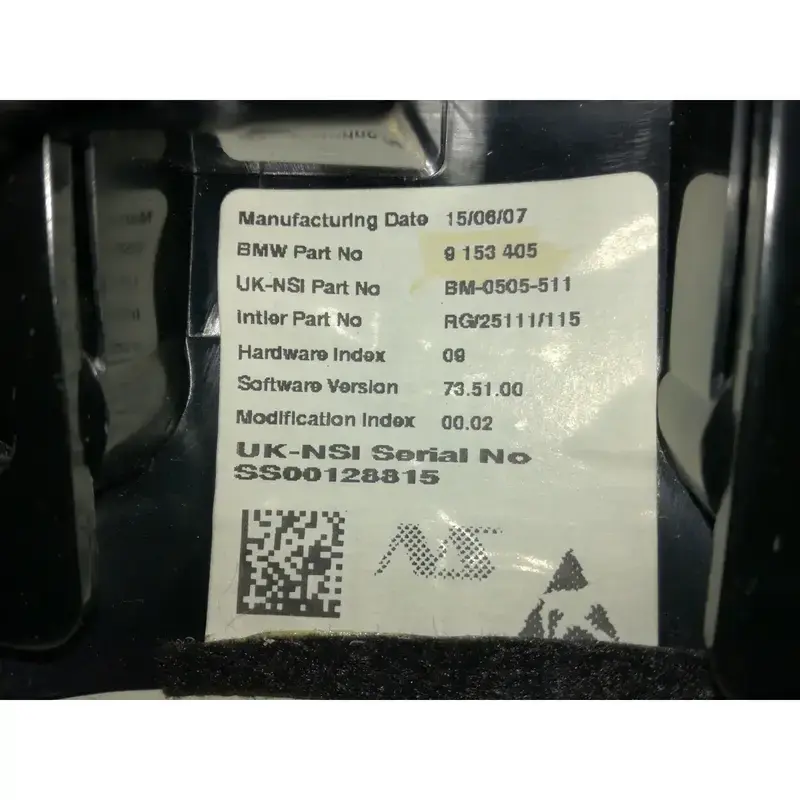 Manufacturing Date 15/06/07
BMW Part No 9 153 405
UK-NSI Part No BM-0505-511
Intier Part No RG/25111/115
Hardware Index 09
Software Version 73.51.00
Modification Index 00.02
UK-NSI Serial No
SS00128815
NS